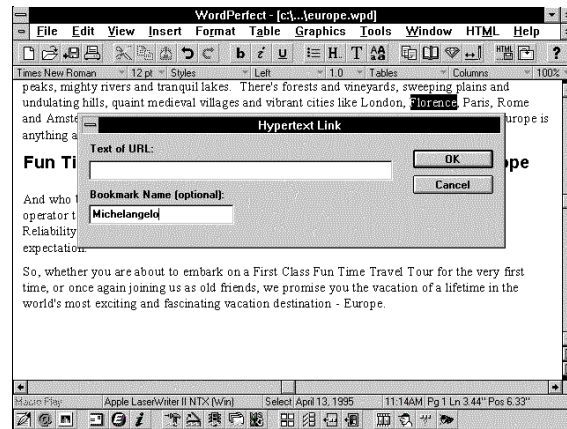 WordPerfect - [c:\...\europe.wpd]
File Edit View Insert Format Table Graphics Tools Window HTML Help
b i u H. T AA HTML ?
Times New Roman 12 pt Styles Left 1.0 Tables Columns 100%
peaks, mighty rivers and tranquil lakes. There's forests and vineyards, sweeping plains and
undulating hills, quaint medieval villages and vibrant cities like London, Florence, Paris, Rome
and Amste urope is
anything a
Hypertext Link
Text of URL:
OK
Cancel
Bookmark Name (optional):
Michelangelo
Fun Ti ope
And who t
operator t
Reliability
expectation.
So, whether you are about to embark on a First Class Fun Time Travel Tour for the very first
time, or once again joining us as old friends, we promise you the vacation of a lifetime in the
world's most exciting and fascinating vacation destination - Europe.
Macro Play Apple LaserWriter II NTX (Win) Select April 13, 1995 11:14AM Pg 1 Ln 3.44" Pos 6.33"